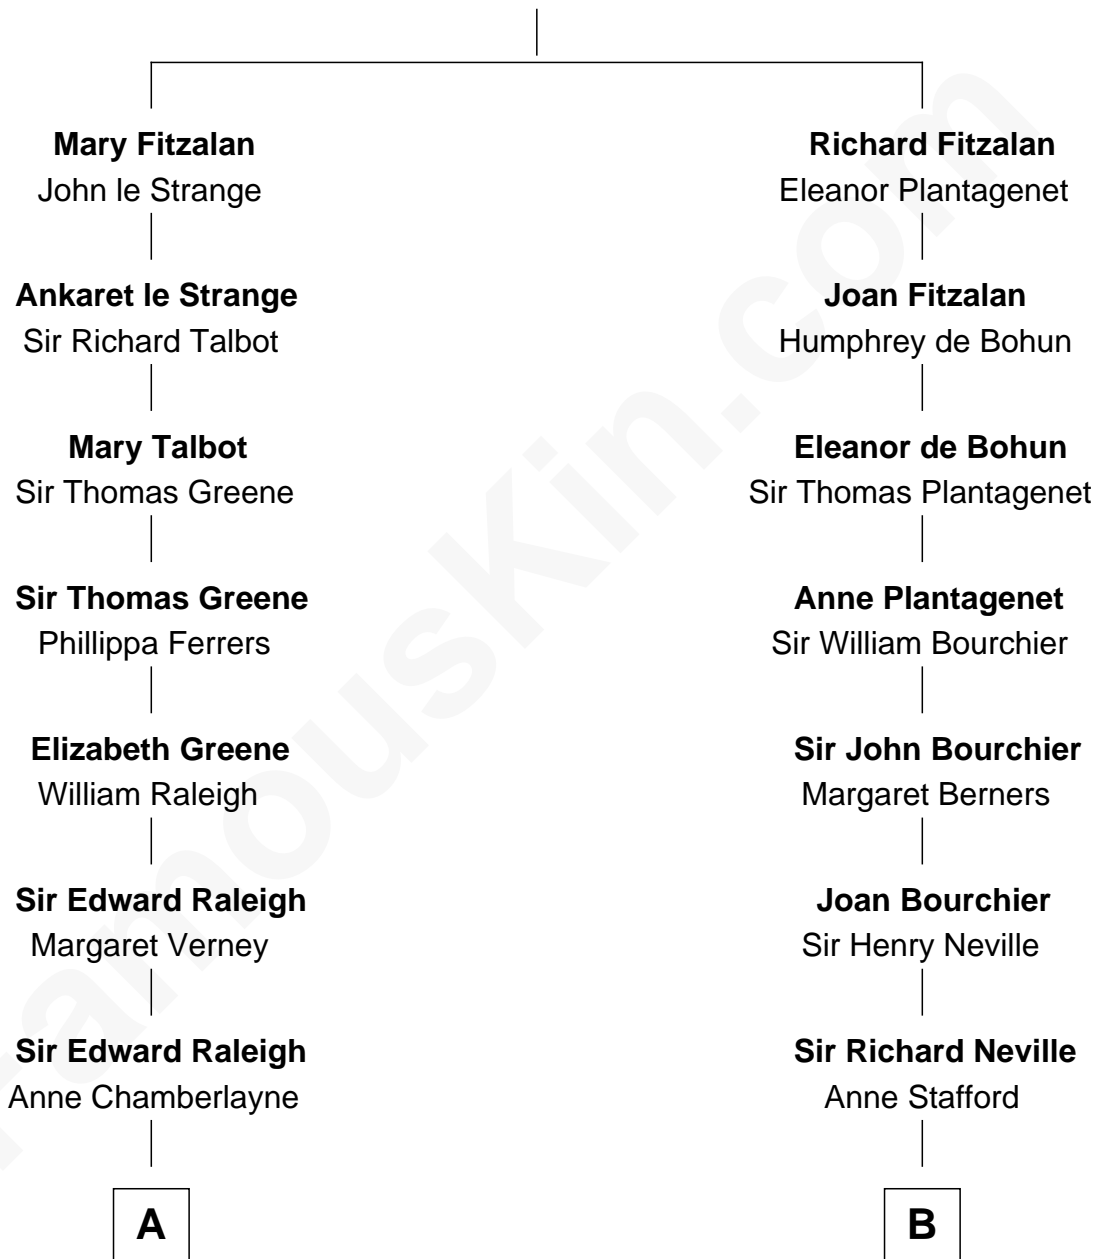 Mary Fitzalan
John le Strange
Ankaret le Strange
Sir Richard Talbot
Mary Talbot
Sir Thomas Greene
Sir Thomas Greene
Phillippa Ferrers
Elizabeth Greene
William Raleigh
Sir Edward Raleigh
Margaret Verney
Sir Edward Raleigh
Anne Chamberlayne
A
Richard Fitzalan
Eleanor Plantagenet
Joan Fitzalan
Humphrey de Bohun
Eleanor de Bohun
Sir Thomas Plantagenet
Anne Plantagenet
Sir William Bourchier
Sir John Bourchier
Margaret Berners
Joan Bourchier
Sir Henry Neville
Sir Richard Neville
Anne Stafford
B
FamousKin.com